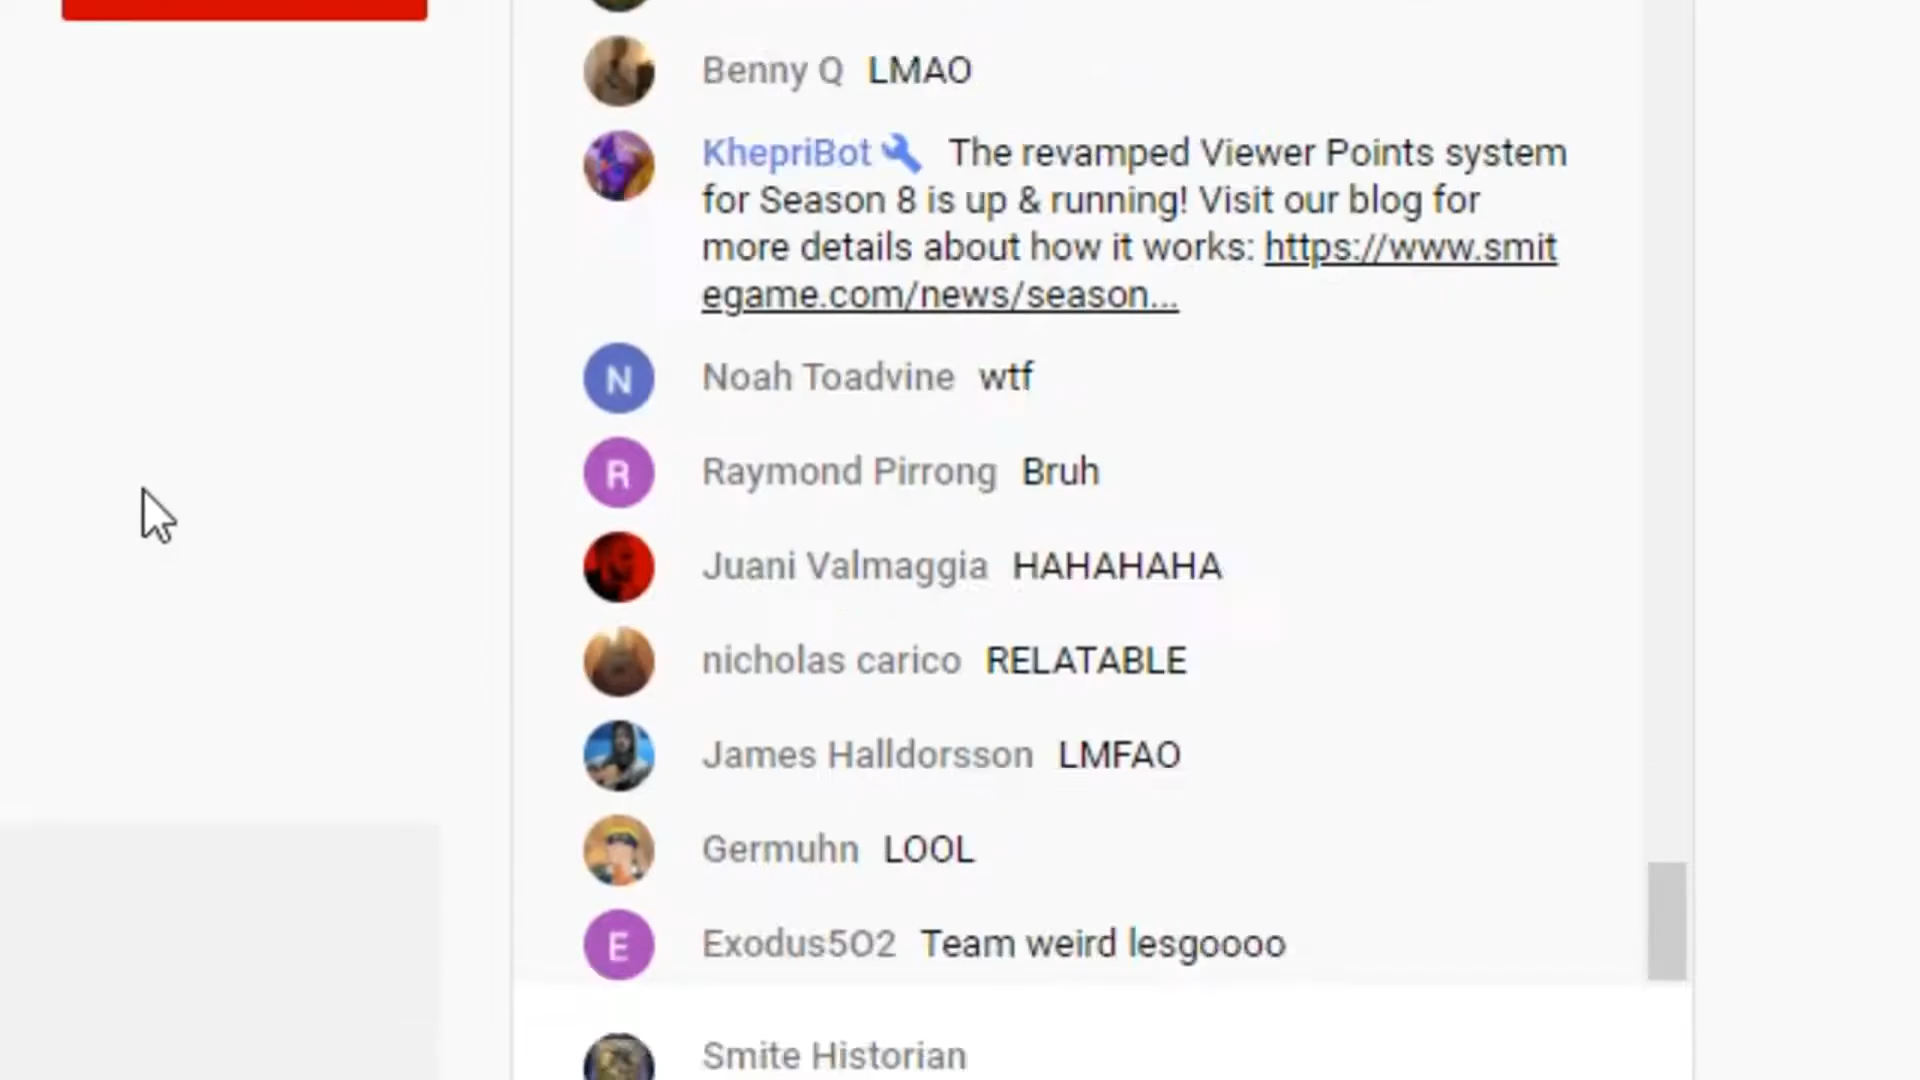 Benny Q LMAO
KhepriBot The revamped Viewer Points system
for Season 8 is up & running! Visit our blog for
more details about how it works: https://www.smit
egame.com/news/season...
N Noah Toadvine wtf
R Raymond Pirrong Bruh
Juani Valmaggia HAHAHAHA
nicholas carico RELATABLE
James Halldorsson LMFAO
Germuhn LOOL
E Exodus502 Team weird lesgoooo
Smite Historian